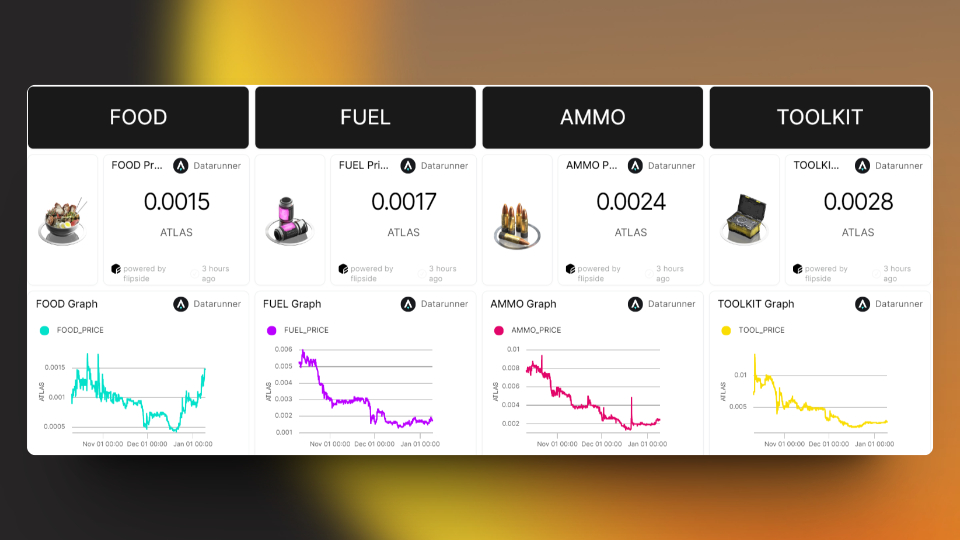 FOOD
FUEL
AMMO
TOOLKIT
FOOD Pr...
Datarunner
0.0015
ATLAS
powered by
flipside
3 hours
ago
FUEL Pri...
Datarunner
0.0017
ATLAS
powered by
flipside
3 hours
ago
AMMO P...
Datarunner
0.0024
ATLAS
powered by
flipside
3 hours
ago
TOOLKI...
Datarunner
0.0028
ATLAS
powered by
flipside
3 hours
ago
FOOD Graph
Datarunner
FOOD_PRICE
ATLAS
0.0015
0.001
0.0005
Nov 01 00:00
Dec 01 00:00
Jan 01 00:00
FUEL Graph
Datarunner
FUEL_PRICE
ATLAS
0.006
0.005
0.004
0.003
0.002
0.001
Nov 01 00:00
Dec 01 00:00
Jan 01 00:00
AMMO Graph
Datarunner
AMMO_PRICE
ATLAS
0.01
0.008
0.006
0.004
0.002
Nov 01 00:00
Dec 01 00:00
Jan 01 00:00
TOOLKIT Graph
Datarunner
TOOL_PRICE
ATLAS
0.01
0.005
Nov 01 00:00
Dec 01 00:00
Jan 01 00:00